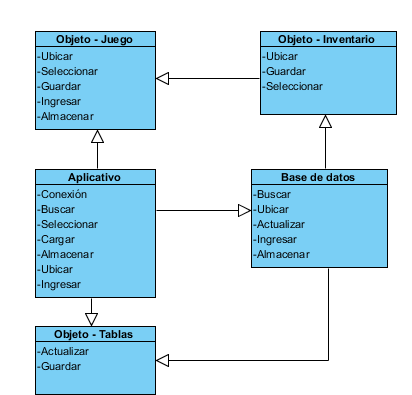 Objeto - Juego
-Ubicar
-Seleccionar
-Guardar
-Ingresar
-Almacenar
Objeto - Inventario
-Ubicar
-Guardar
-Seleccionar
Aplicativo
-Conexión
-Buscar
-Seleccionar
-Cargar
-Almacenar
-Ubicar
-Ingresar
Base de datos
-Buscar
-Ubicar
-Actualizar
-Ingresar
-Almacenar
Objeto - Tablas
-Actualizar
-Guardar